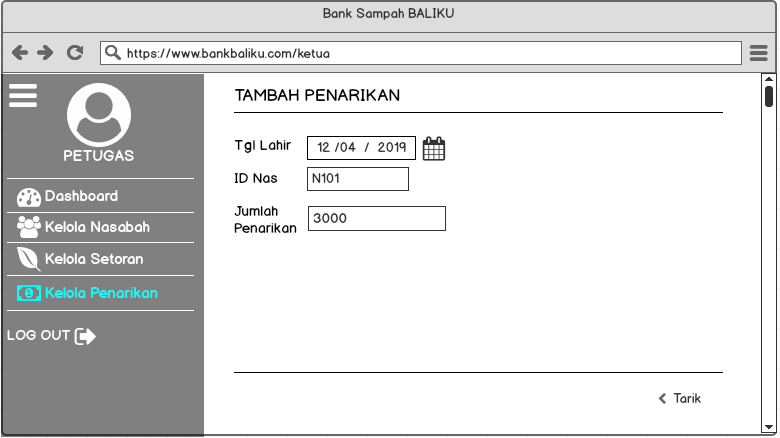 Bank Sampah BALIKU
https://www.bankbaliku.com/ketua
PETUGAS
Dashboard
Kelola Nasabah
Kelola Setoran
Kelola Penarikan
LOG OUT
TAMBAH PENARIKAN
Tgl Lahir 12 /04 / 2019
ID Nas N101
Jumlah
Penarikan 3000
Tarik